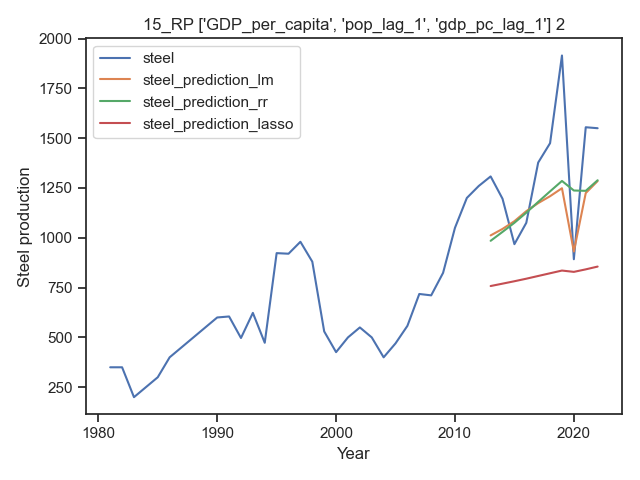 15_RP ['GDP_per_capita', 'pop_lag_1', 'gdp_pc_lag_1'] 2
2000
1750
1500
1250
1000
750
500
250
Steel production
steel
steel_prediction_lm
steel_prediction_rr
steel_prediction_lasso
1980
1990
2000
2010
2020
Year